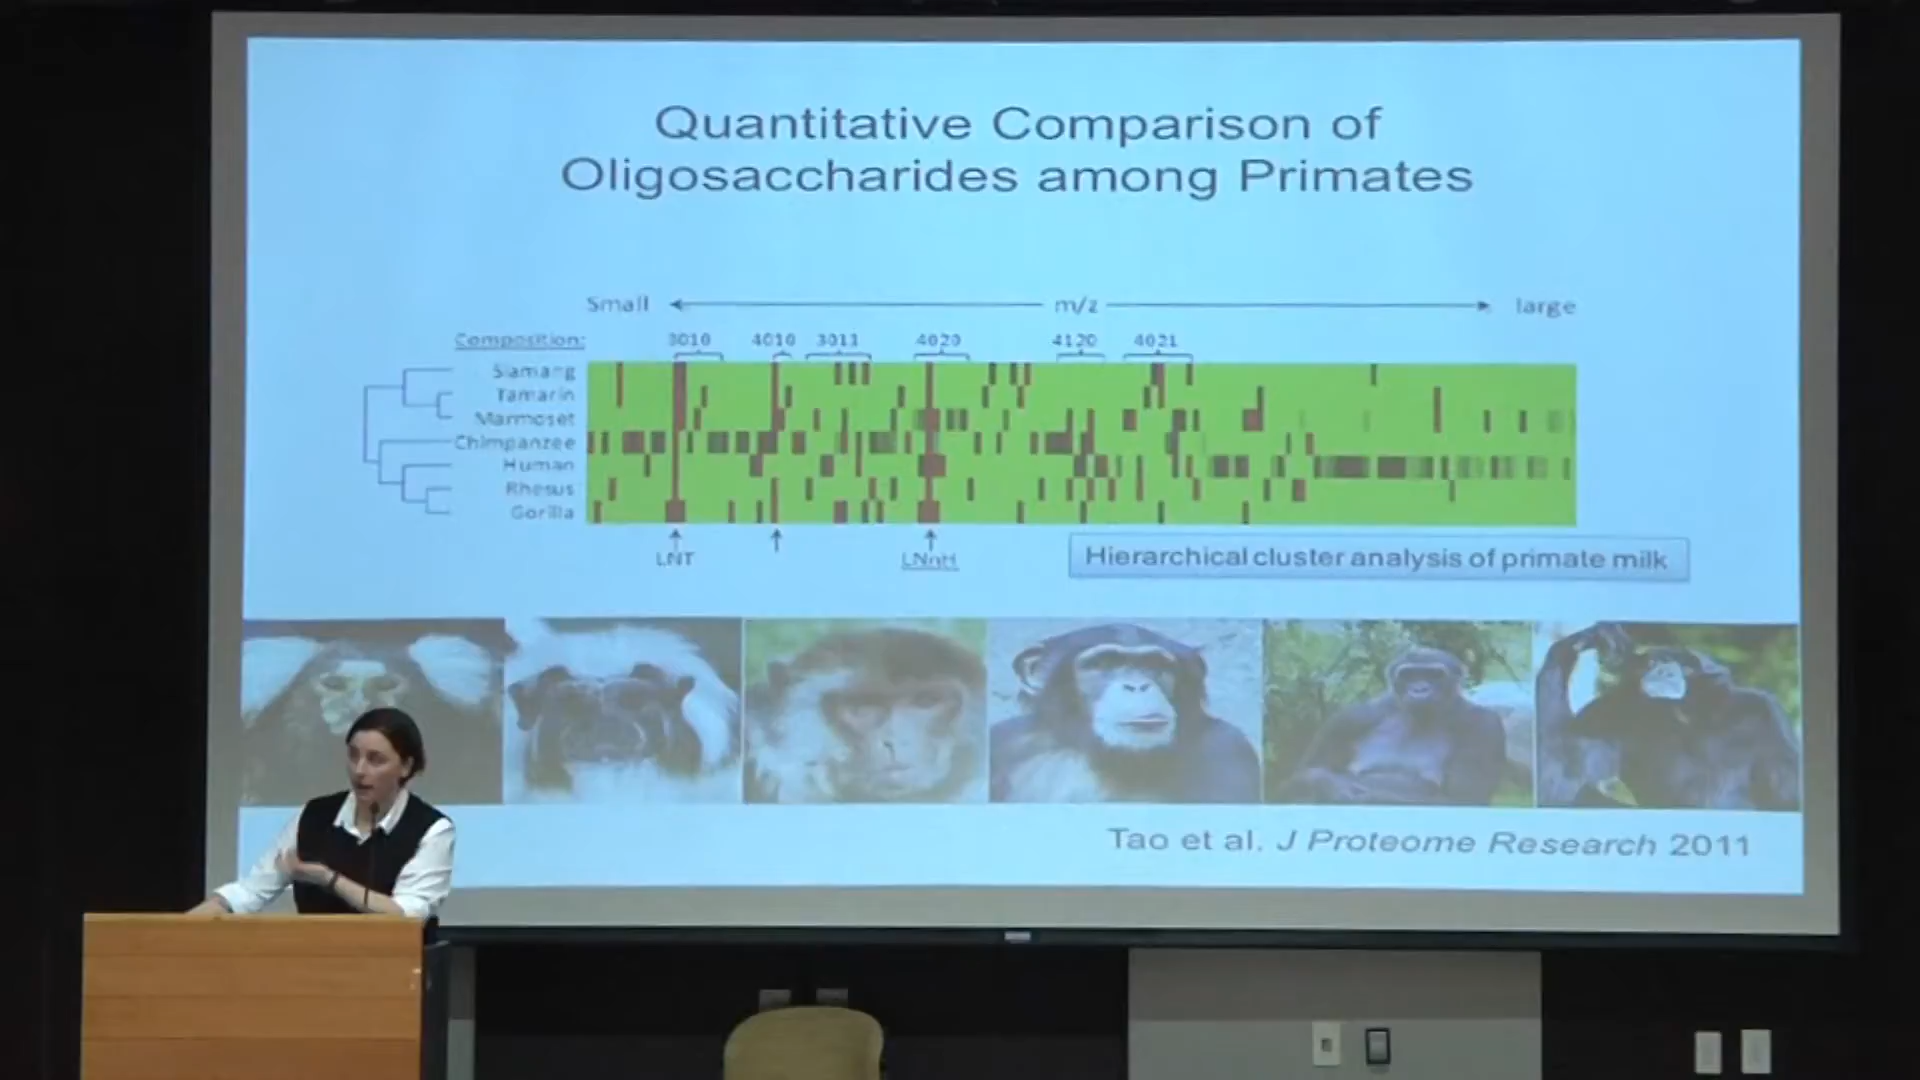 Quantitative Comparison of
Oligosaccharides among Primates
Small m/z large
Composition: 3010 4010 3011 4020 4120 4021
Siamang
Tamarin
Marmoset
Chimpanzee
Human
Rhesus
Gorilla
LNT LNnH
Hierarchical cluster analysis of primate milk
Tao et al. J Proteome Research 2011